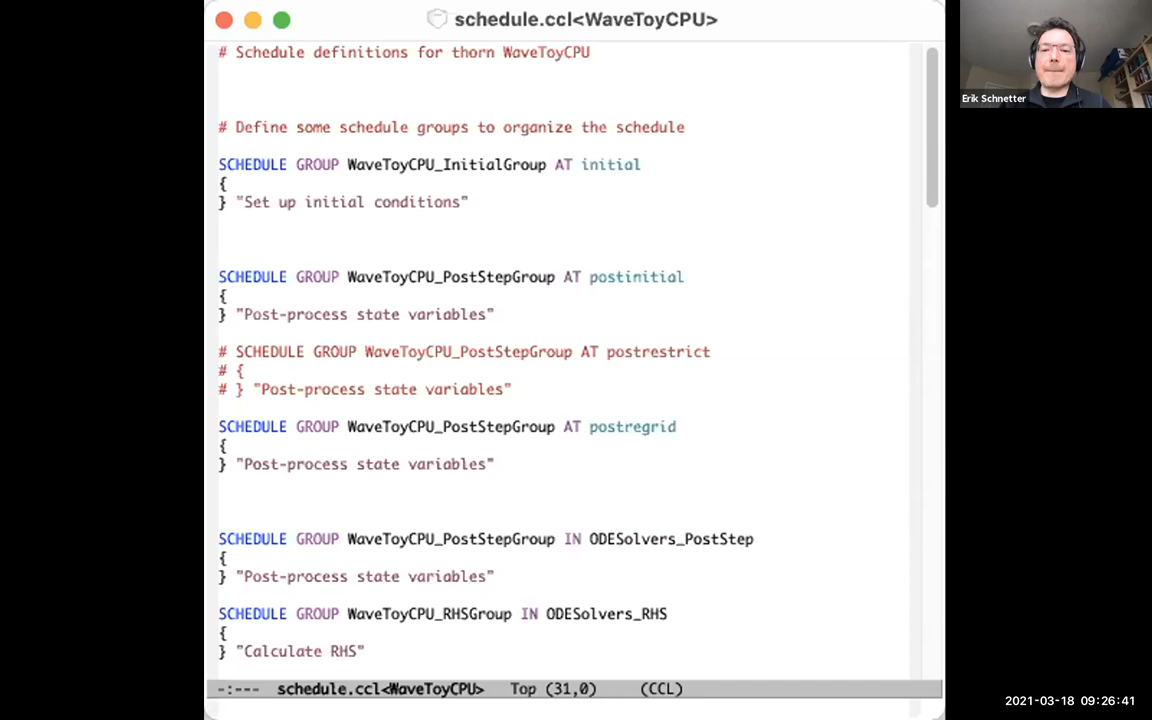 schedule.ccl<WaveToyCPU>
# Schedule definitions for thorn WaveToyCPU
# Define some schedule groups to organize the schedule
SCHEDULE GROUP WaveToyCPU_InitialGroup AT initial
{
} "Set up initial conditions"
SCHEDULE GROUP WaveToyCPU_PostStepGroup AT postinitial
{
} "Post-process state variables"
# SCHEDULE GROUP WaveToyCPU_PostStepGroup AT postrestrict
# {
# } "Post-process state variables"
SCHEDULE GROUP WaveToyCPU_PostStepGroup AT postregrid
{
} "Post-process state variables"
SCHEDULE GROUP WaveToyCPU_PostStepGroup IN ODESolvers_PostStep
{
} "Post-process state variables"
SCHEDULE GROUP WaveToyCPU_RHSGroup IN ODESolvers_RHS
{
} "Calculate RHS"
-:--- schedule.ccl<WaveToyCPU> Top (31,0) (CCL)
Erik Schnetter
2021-03-18 09:26:41